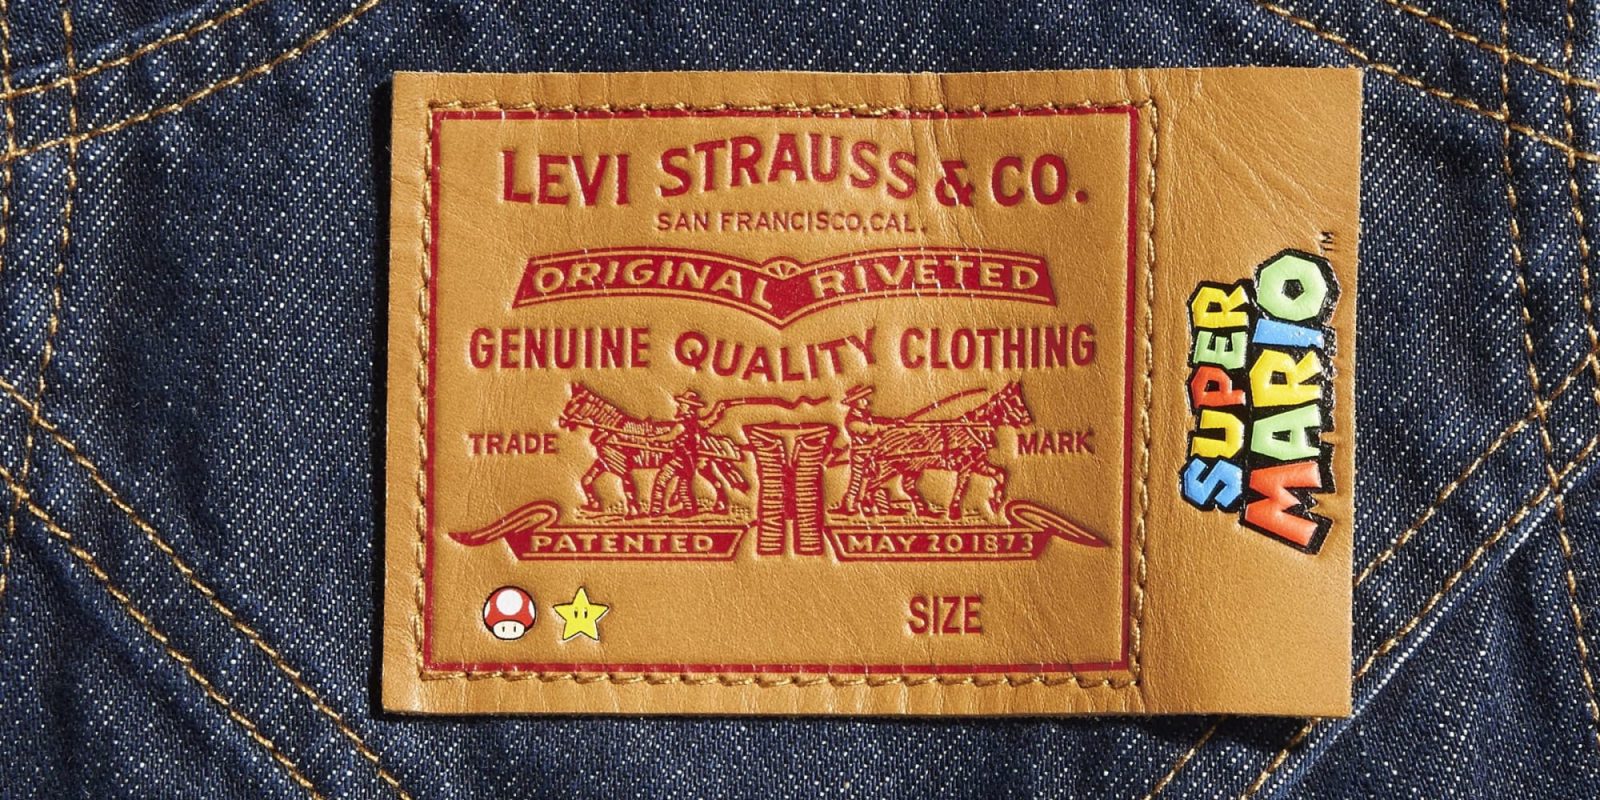 LEVI STRAUSS & CO.
SAN FRANCISCO, CAL.
ORIGINAL RIVETED
GENUINE QUALITY CLOTHING
TRADE MARK
PATENTED MAY 20 1873
SIZE
SUPER
MARIO™